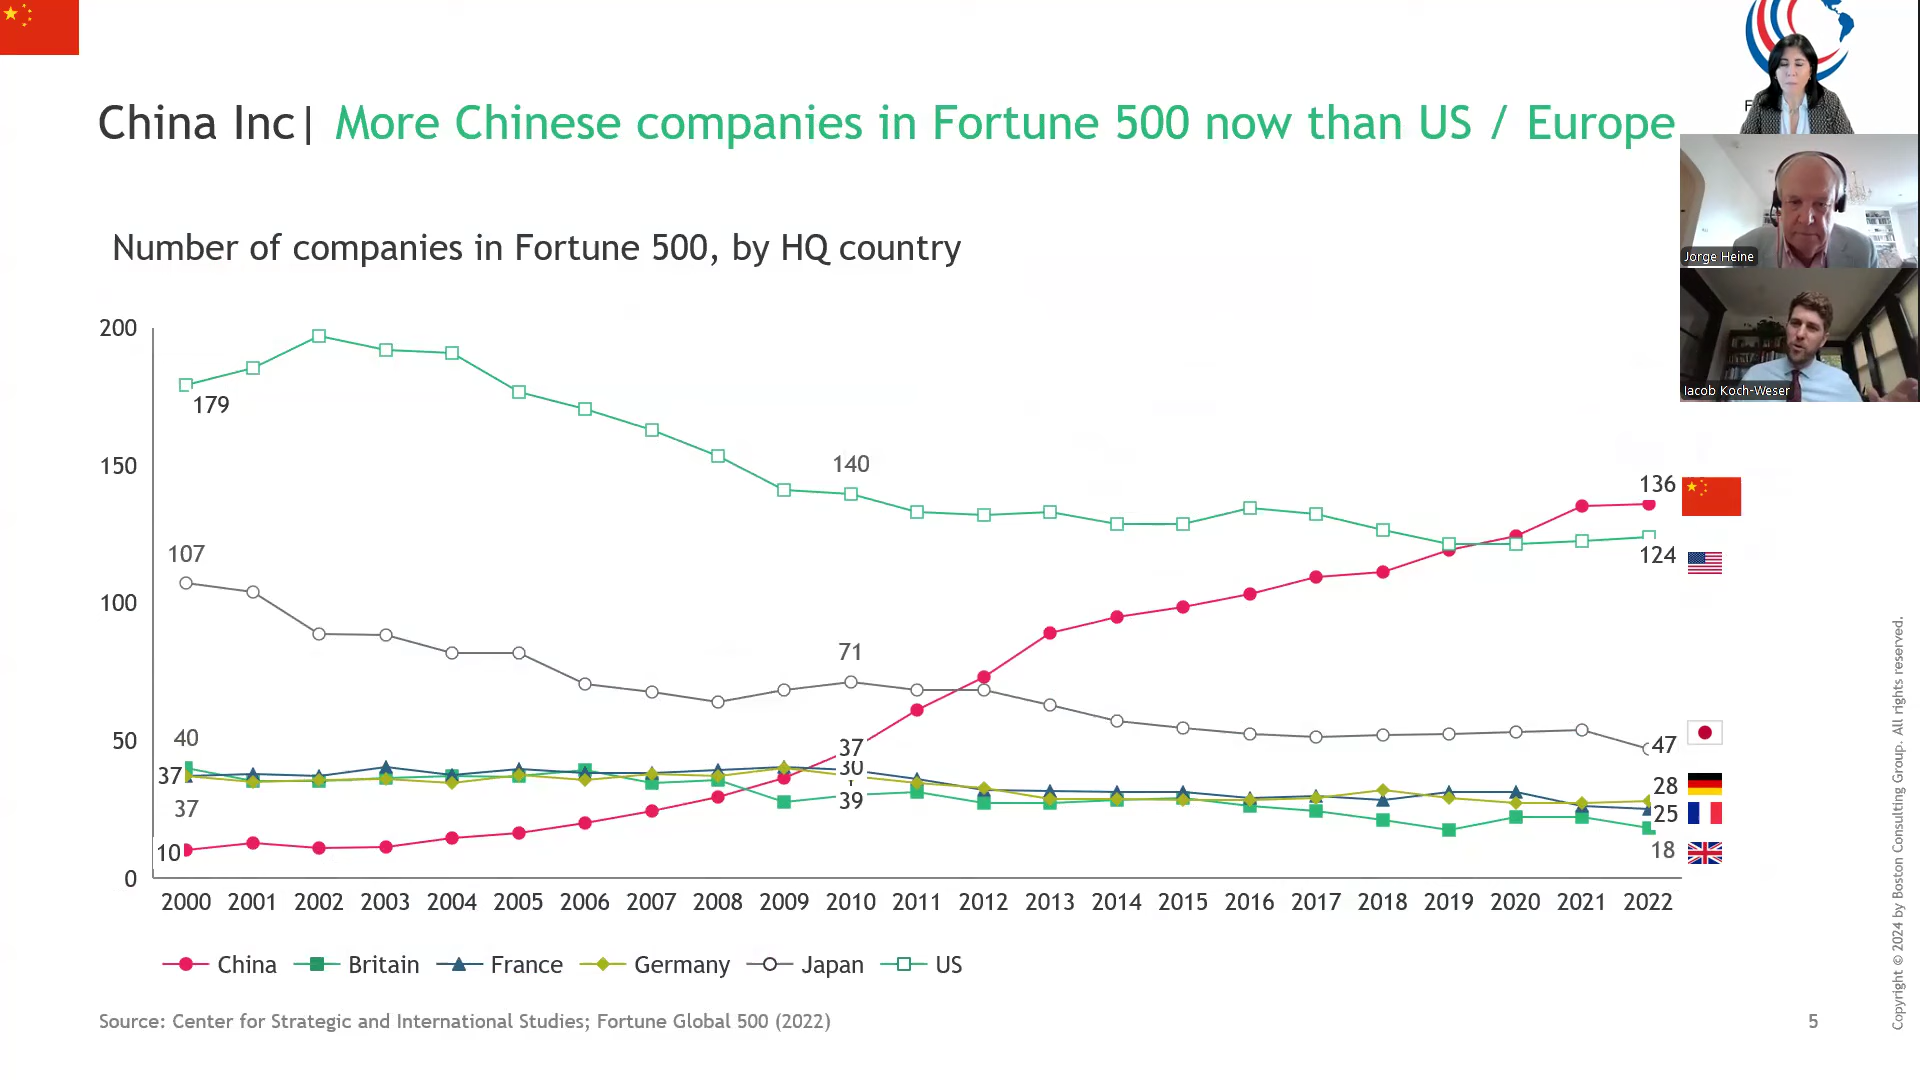 China Inc| More Chinese companies in Fortune 500 now than US / Europe
Jorge Heine
Number of companies in Fortune 500, by HQ country
Jacob Koch-Weser
200
150
100
50
0
179
140
136
124
107
71
47
40
37
37
10
37
30
39
28
25
18
2000 2001 2002 2003 2004 2005 2006 2007 2008 2009 2010 2011 2012 2013 2014 2015 2016 2017 2018 2019 2020 2021 2022
China Britain France Germany Japan US
Source: Center for Strategic and International Studies; Fortune Global 500 (2022)
5
Copyright © 2024 by Boston Consulting Group. All rights reserved.